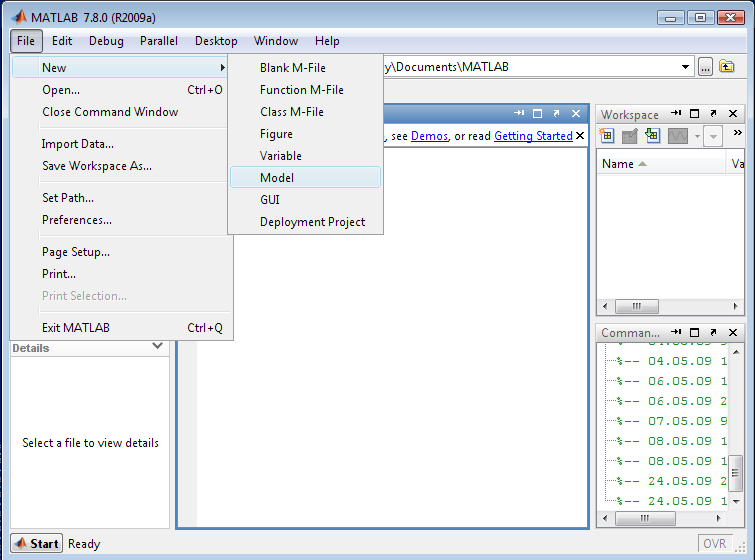 MATLAB 7.8.0 (R2009a)
File Edit Debug Parallel Desktop Window Help
New
Open... Ctrl+O
Close Command Window
Import Data...
Save Workspace As...
Set Path...
Preferences...
Page Setup...
Print...
Print Selection...
Exit MATLAB Ctrl+Q
Blank M-File
Function M-File
Class M-File
Figure
Variable
Model
GUI
Deployment Project
y\Documents\MATLAB
, see Demos, or read Getting Started
Workspace
Name Va
Details
Select a file to view details
Comman...
%-- 04.05.09 1
%-- 06.05.09 1
%-- 06.05.09 2
%-- 07.05.09 9
%-- 08.05.09 1
%-- 08.05.09 1
%-- 24.05.09 2
%-- 24.05.09 1
Start Ready
OVR